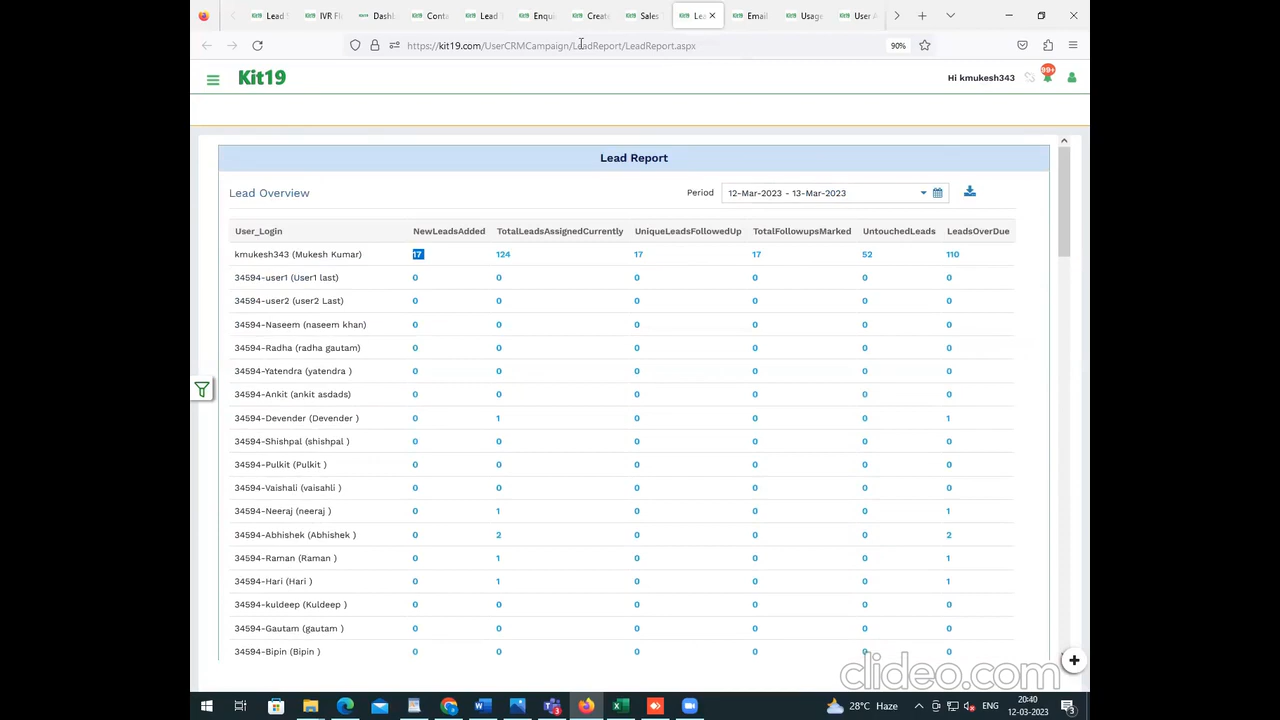 Lead S IVR Fl Dashb Conta Lead D Enqu Create Sales Lea Email Usage User A
https://kit19.com/UserCRMCampaign/LeadReport/LeadReport.aspx 90%
Kit19 Hi kmukesh343 99+
Lead Report
Lead Overview Period 12-Mar-2023 - 13-Mar-2023
User_Login NewLeadsAdded TotalLeadsAssignedCurrently UniqueLeadsFollowedUp TotalFollowupsMarked UntouchedLeads LeadsOverDue
kmukesh343 (Mukesh Kumar) 17 124 17 17 52 110
34594-user1 (User1 last) 0 0 0 0 0 0
34594-user2 (user2 Last) 0 0 0 0 0 0
34594-Naseem (naseem khan) 0 0 0 0 0 0
34594-Radha (radha gautam) 0 0 0 0 0 0
34594-Yatendra (yatendra ) 0 0 0 0 0 0
34594-Ankit (ankit asdads) 0 0 0 0 0 0
34594-Devender (Devender ) 0 1 0 0 0 1
34594-Shishpal (shishpal ) 0 0 0 0 0 0
34594-Pulkit (Pulkit ) 0 0 0 0 0 0
34594-Vaishali (vaisahli ) 0 0 0 0 0 0
34594-Neeraj (neeraj ) 0 1 0 0 0 1
34594-Abhishek (Abhishek ) 0 2 0 0 0 2
34594-Raman (Raman ) 0 1 0 0 0 1
34594-Hari (Hari ) 0 1 0 0 0 1
34594-kuldeep (Kuldeep ) 0 0 0 0 0 0
34594-Gautam (gautam ) 0 0 0 0 0 0
34594-Bipin (Bipin ) 0 0 0 0 0 0
clideo.com
28°C Haze ENG 20:40
12-03-2023